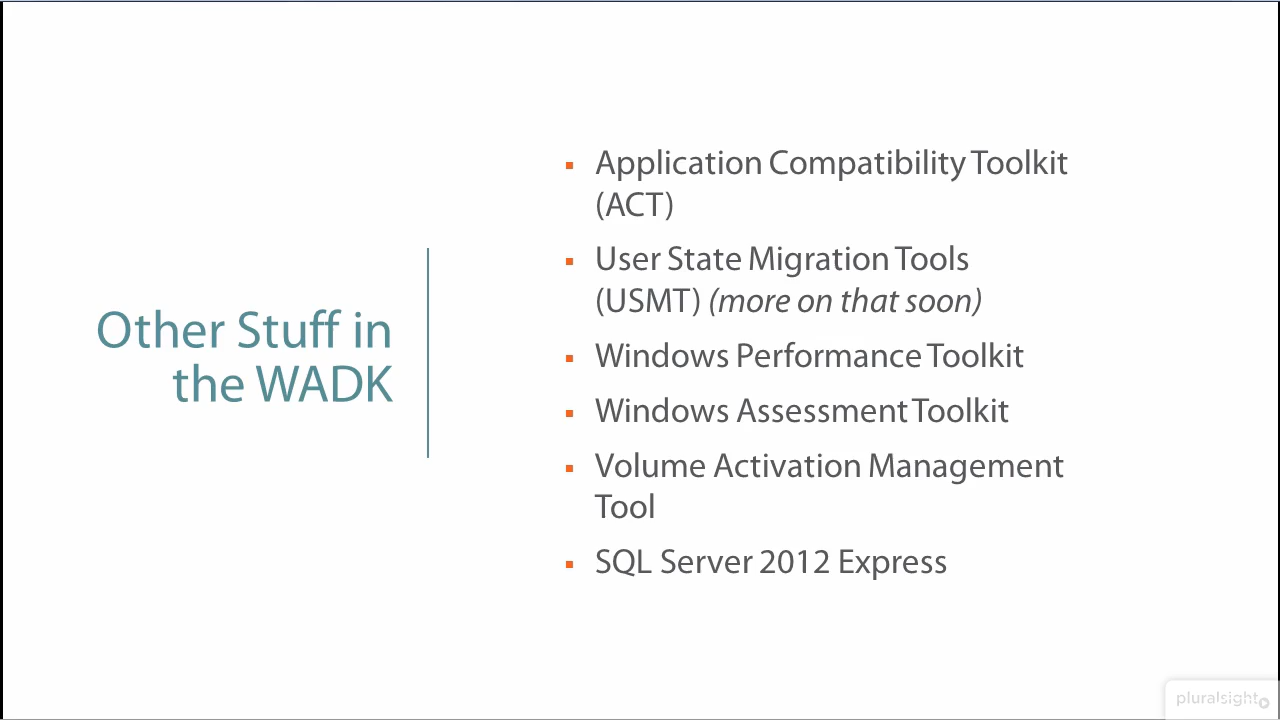 Other Stuff in
the WADK
▪ Application Compatibility Toolkit
(ACT)
▪ User State Migration Tools
(USMT) (more on that soon)
▪ Windows Performance Toolkit
▪ Windows Assessment Toolkit
▪ Volume Activation Management
Tool
▪ SQL Server 2012 Express
pluralsight